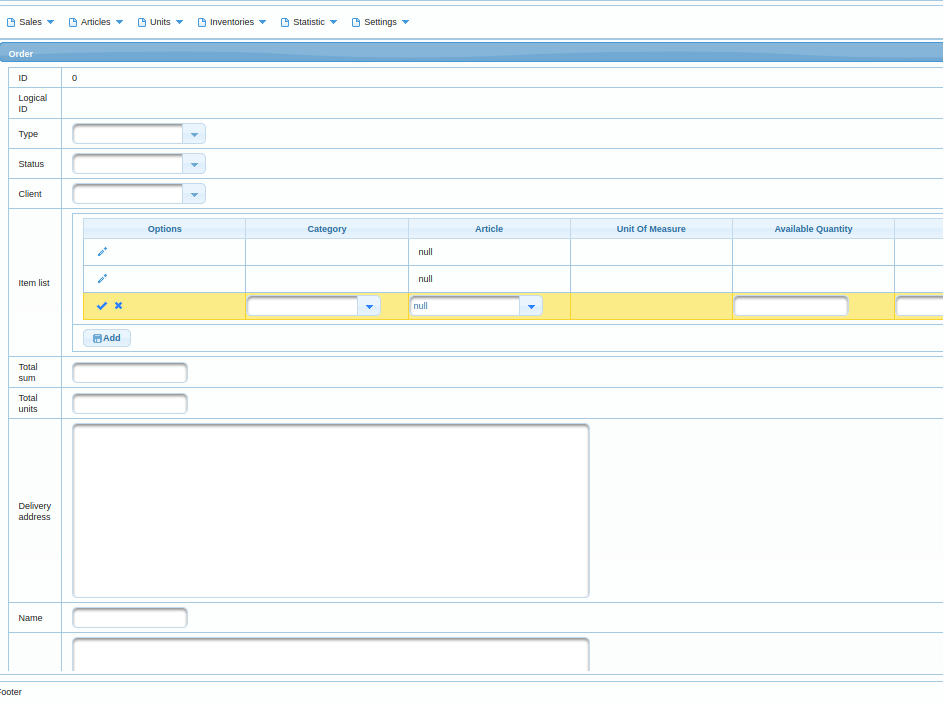 Sales Articles Units Inventories Statistic Settings
Order
ID 0
Logical
ID
Type
Status
Client
Item list
Options Category Article Unit Of Measure Available Quantity
null
null
null
Add
Total
sum
Total
units
Delivery
address
Name
ooter